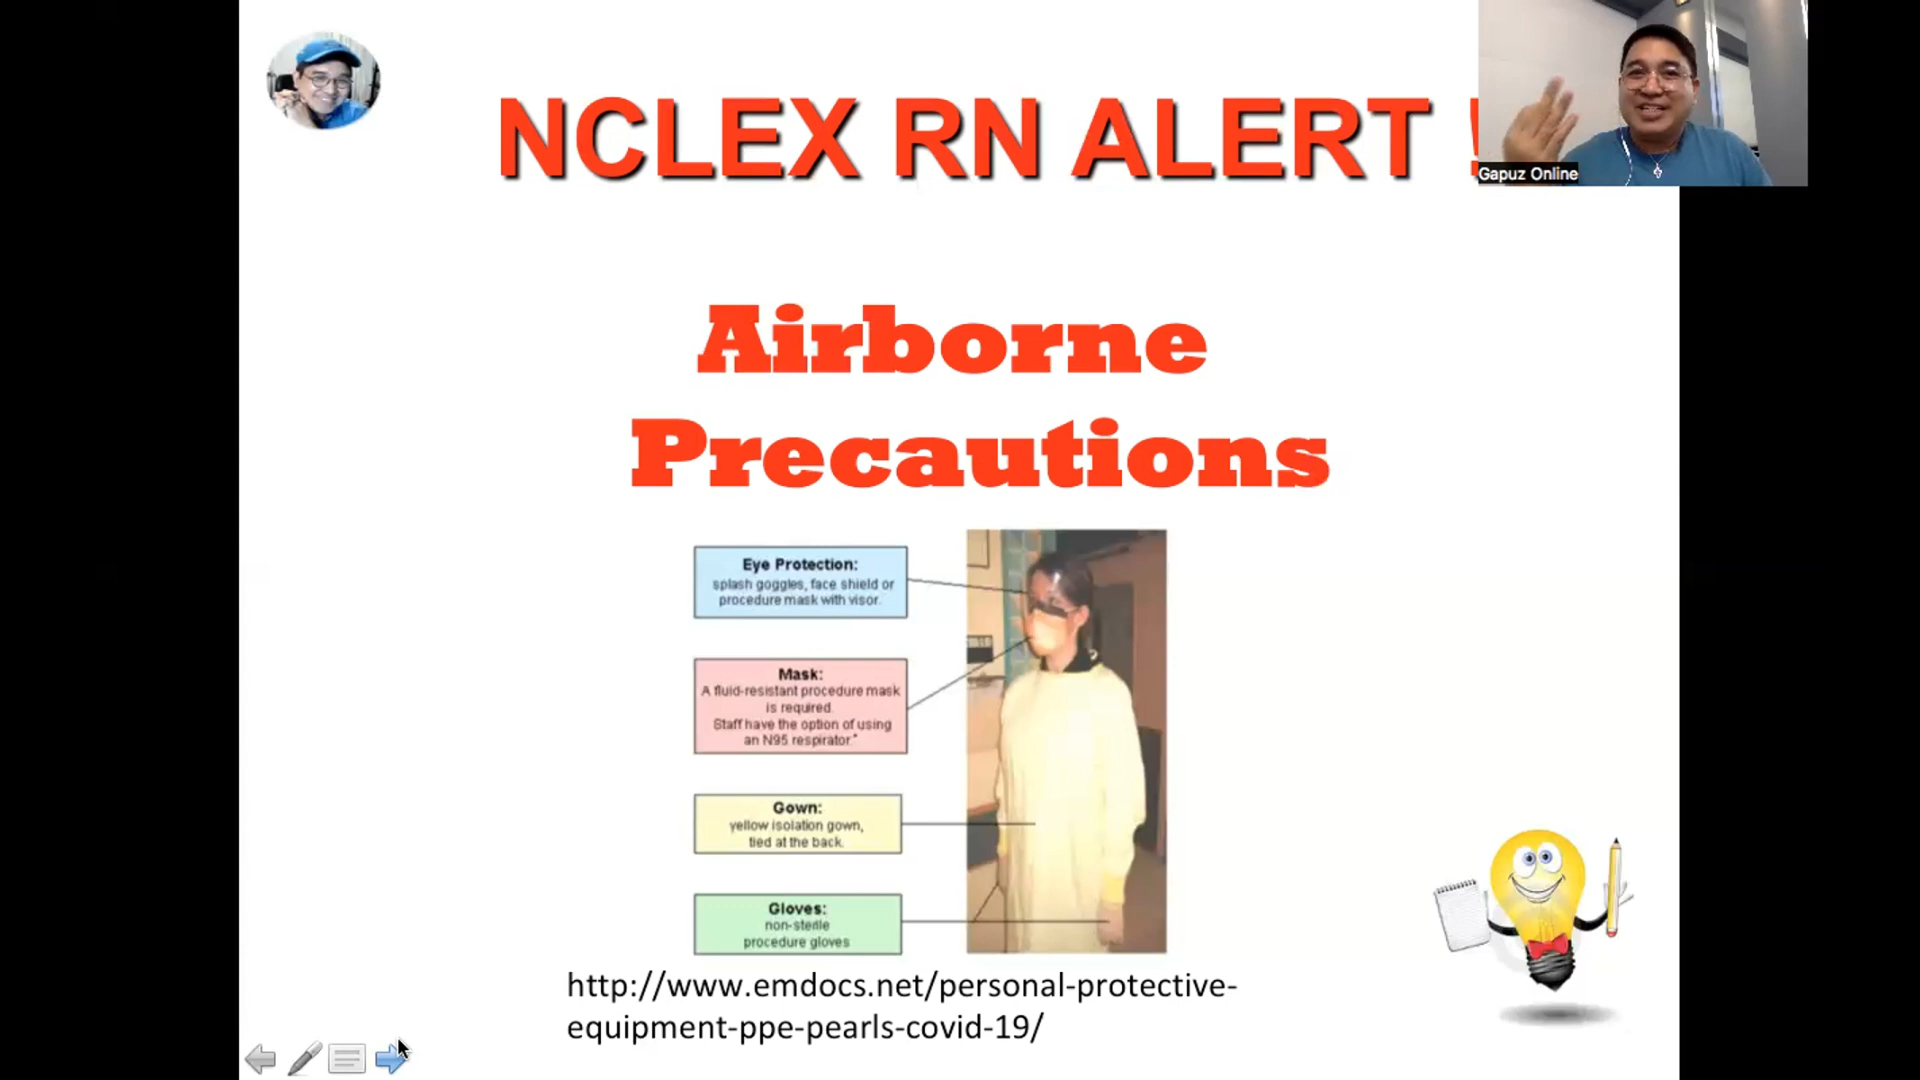 NCLEX RN ALERT !
Gapuz Online
Airborne
Precautions
Eye Protection:
splash goggles, face shield or
procedure mask with visor.
Mask:
A fluid-resistant procedure mask
is required.
Staff have the option of using
an N95 respirator.*
Gown:
yellow isolation gown,
tied at the back.
Gloves:
non-sterile
procedure gloves
http://www.emdocs.net/personal-protective-
equipment-ppe-pearls-covid-19/